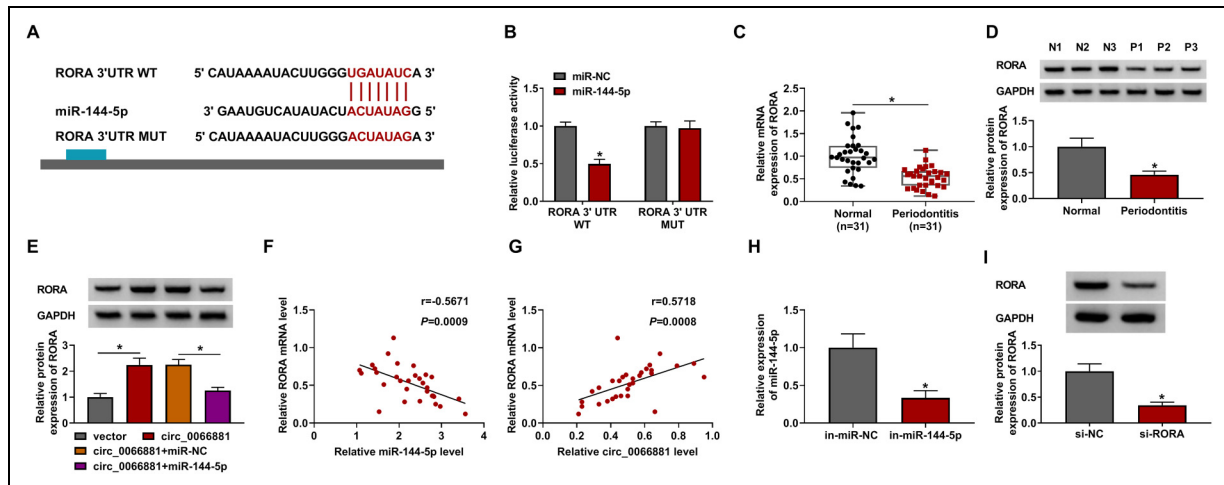 A
RORA 3'UTR WT 5' CAUAAAAUACUUGGGUGAUAUCA 3'
miR-144-5p 3' GAAUGUCAUAUACUACUAUAGG 5'
RORA 3'UTR MUT 5' CAUAAAAUACUUGGGACUAUAGA 3'
B
miR-NC
miR-144-5p
Relative luciferase activity
1.5
1.0
0.5
0.0
*
RORA 3' UTR WT
RORA 3' UTR MUT
C
Relative mRNA
expression of RORA
2.5
2.0
1.5
1.0
0.5
0.0
*
Normal
(n=31)
Periodontitis
(n=31)
D
N1 N2 N3 P1 P2 P3
RORA
GAPDH
Relative protein
expression of RORA
1.5
1.0
0.5
0.0
*
Normal Periodontitis
E
RORA
GAPDH
Relative protein
expression of RORA
3
2
1
0
* *
vector circ_0066881
circ_0066881+miR-NC
circ_0066881+miR-144-5p
F
r=-0.5671
P=0.0009
Relative RORA mRNA level
1.5
1.0
0.5
0.0
0 1 2 3 4
Relative miR-144-5p level
G
r=0.5718
P=0.0008
Relative RORA mRNA level
1.5
1.0
0.5
0.0
0.0 0.2 0.4 0.6 0.8 1.0
Relative circ_0066881 level
H
Relative expression
of miR-144-5p
1.5
1.0
0.5
0.0
*
in-miR-NC in-miR-144-5p
I
RORA
GAPDH
Relative protein
expression of RORA
1.5
1.0
0.5
0.0
*
si-NC si-RORA